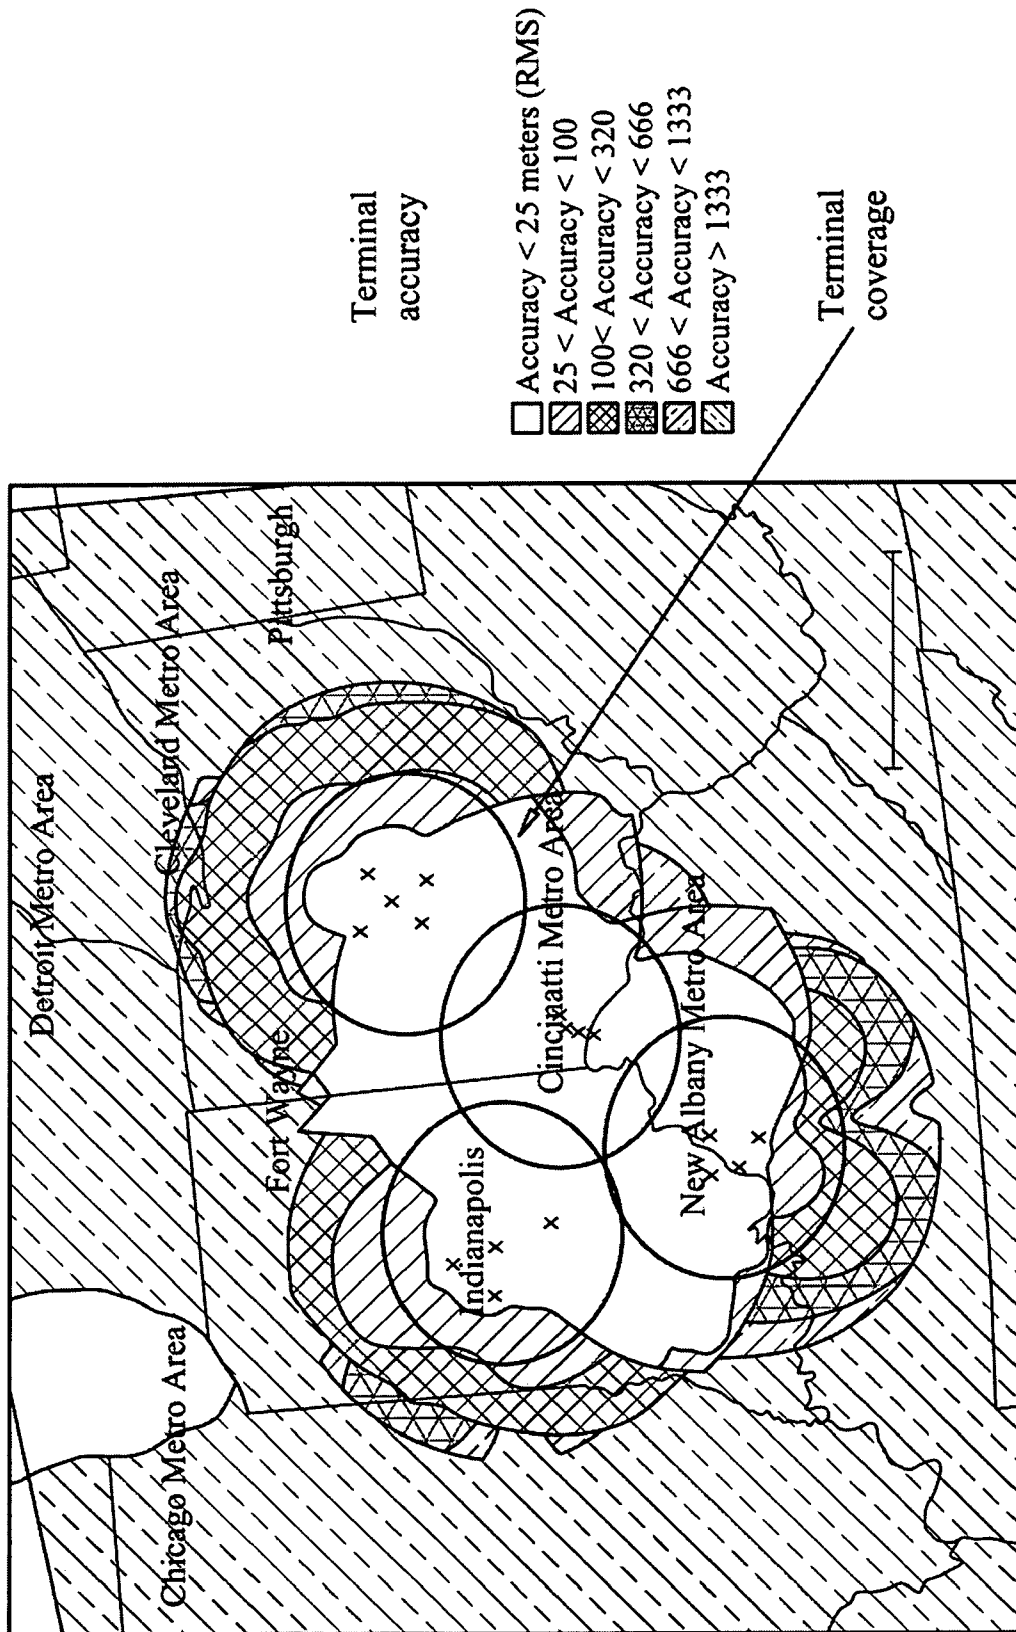 Detroit Metro Area
Cleveland Metro Area
Pittsburgh
Chicago Metro Area
Fort Wayne
Indianapolis
Cincinatti Metro Area
New Albany Metro Area
Terminal
accuracy
Accuracy < 25 meters (RMS)
25 < Accuracy < 100
100< Accuracy < 320
320 < Accuracy < 666
666 < Accuracy < 1333
Accuracy > 1333
Terminal
coverage